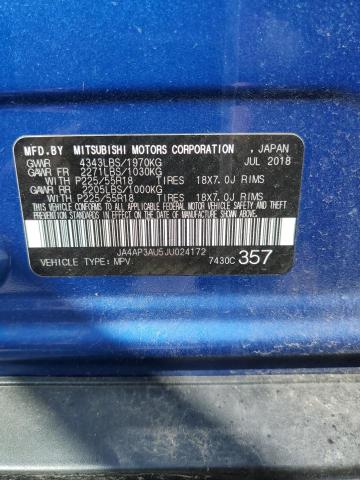 MFD.BY MITSUBISHI MOTORS CORPORATION , JAPAN
GVWR 4343LBS/1970KG JUL 2018
GAWR FR 2271LBS/1030KG
WITH P225/55R18 TIRES 18X7.0J RIMS
GAWR RR 2205LBS/1000KG
WITH P225/55R18 TIRES 18X7.0J RIMS
THIS VEHICLE CONFORMS TO ALL APPLICABLE FEDERAL MOTOR VEHICLE SAFETY AND THEFT PREVENTION STANDARDS IN EFFECT ON THE DATE OF MANUFACTURE SHOWN ABOVE.
JA4AP3AU5JU024172
VEHICLE TYPE: MPV. 7430C 357